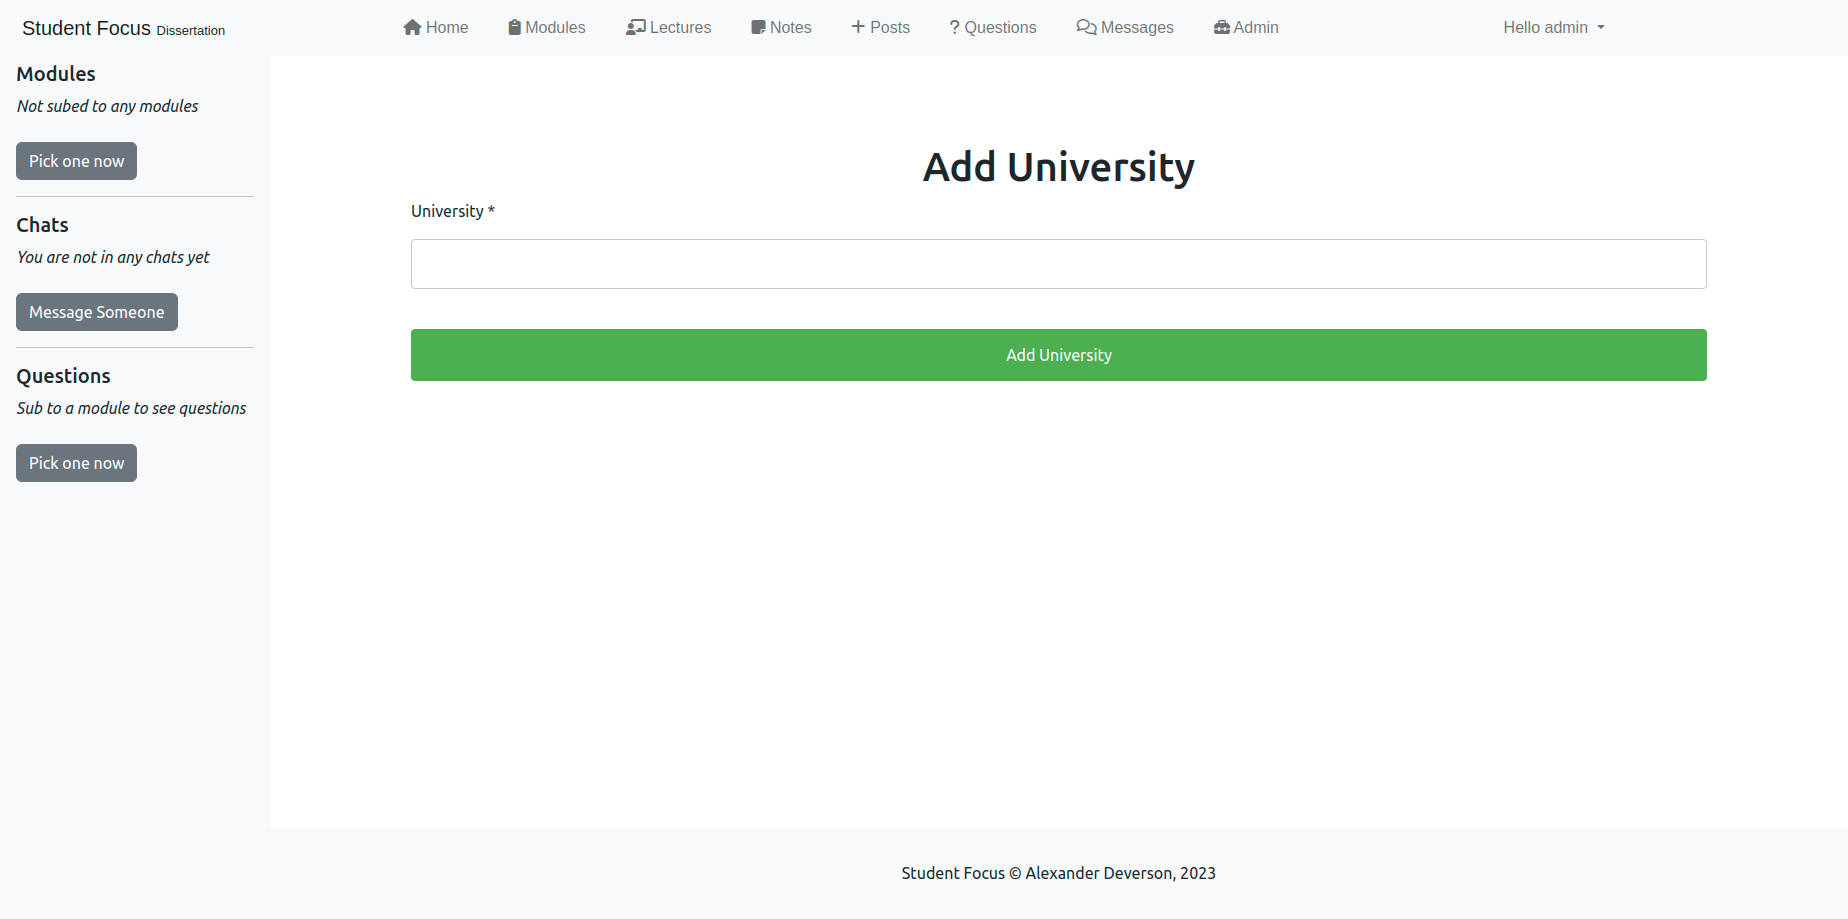 Student Focus Dissertation
Home Modules Lectures Notes Posts Questions Messages Admin Hello admin
Modules
Not subed to any modules
Pick one now
Chats
You are not in any chats yet
Message Someone
Questions
Sub to a module to see questions
Pick one now
Add University
University *
Add University
Student Focus © Alexander Deverson, 2023